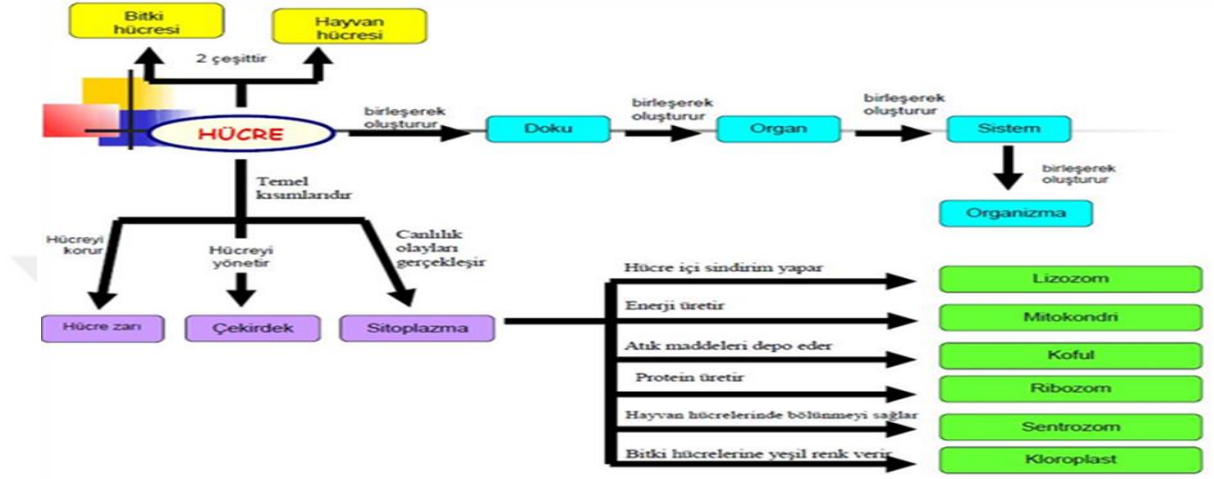 Bitki
hücresi
Hayvan
hücresi
2 çeşittir
HÜCRE
birleşerek
oluşturur
Doku
birleşerek
oluşturur
Organ
birleşerek
oluşturur
Sistem
birleşerek
oluşturur
Organizma
Temel
kısımlarıdır
Hücreyi
korur
Hücreyi
yönetir
Canlılık
olayları
gerçekleşir
Hücre zarı
Çekirdek
Sitoplazma
Hücre içi sindirim yapar
Lizozom
Enerji üretir
Mitokondri
Atık maddeleri depo eder
Koful
Protein üretir
Ribozom
Hayvan hücrelerinde bölünmeyi sağlar
Sentrozom
Bitki hücrelerine yeşil renk verir
Kloroplast